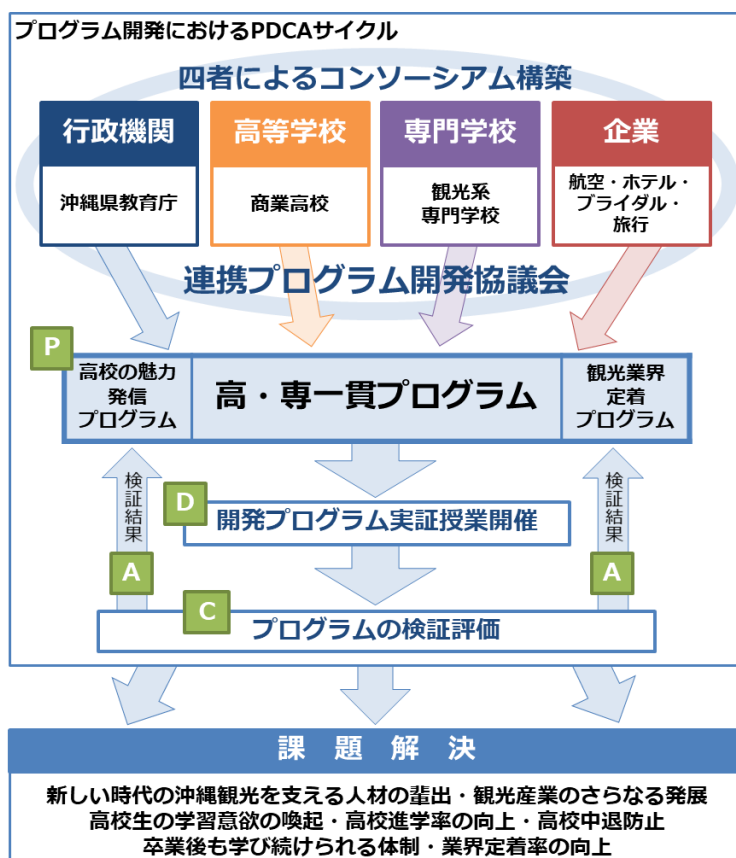 プログラム開発におけるPDCAサイクル
四者によるコンソーシアム構築
行政機関
沖縄県教育庁
高等学校
商業高校
専門学校
観光系
専門学校
企業
航空・ホテル・
ブライダル・
旅行
連携プログラム開発協議会
P
高校の魅力
発信
プログラム
高・専一貫プログラム
観光業界
定着
プログラム
検証結果
A
D
開発プログラム実証授業開催
検証結果
A
C
プログラムの検証評価
課題解決
新しい時代の沖縄観光を支える人材の輩出・観光産業のさらなる発展
高校生の学習意欲の喚起・高校進学率の向上・高校中退防止
卒業後も学び続けられる体制・業界定着率の向上